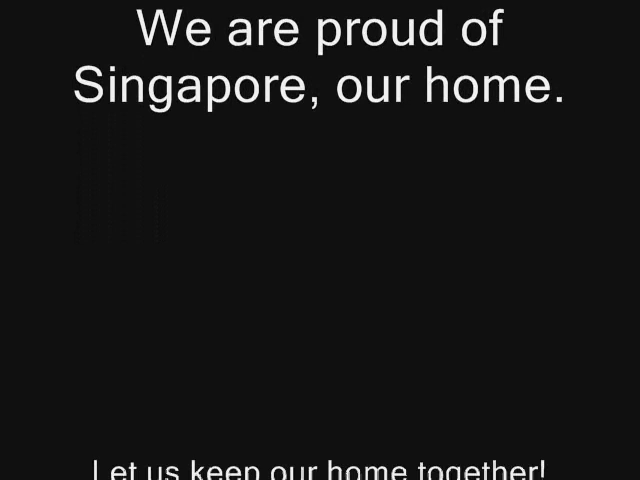 We are proud of
Singapore, our home.
Let us keep our home together!